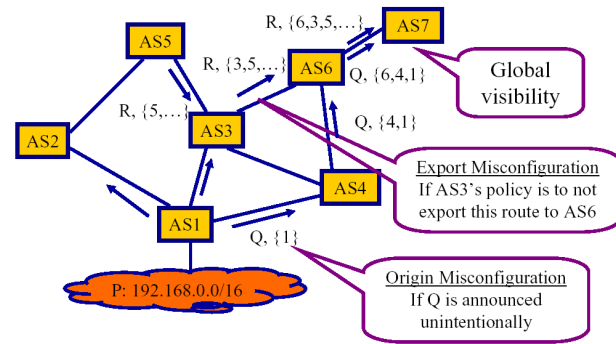 R, {6,3,5,…}
AS7
AS5
R, {3,5,…}
AS6
Q, {6,4,1}
Global
visibility
R, {5,…}
AS3
Q, {4,1}
AS2
Export Misconfiguration
If AS3's policy is to not
export this route to AS6
AS4
AS1
Q, {1}
P: 192.168.0.0/16
Origin Misconfiguration
If Q is announced
unintentionally